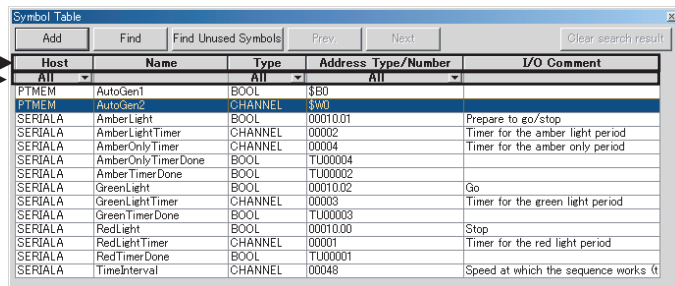 Symbol Table
Add Find Find Unused Symbols Prev. Next Clear search result
Host Name Type Address Type/Number I/O Comment
All All All
PTMEM AutoGen1 BOOL $B0
PTMEM AutoGen2 CHANNEL $W0
SERIALA AmberLight BOOL 00010.01 Prepare to go/stop
SERIALA AmberLightTimer CHANNEL 00002 Timer for the amber light period
SERIALA AmberOnlyTimer CHANNEL 00004 Timer for the amber only period
SERIALA AmberOnlyTimerDone BOOL TU00004
SERIALA AmberTimerDone BOOL TU00002
SERIALA GreenLight BOOL 00010.02 Go
SERIALA GreenLightTimer CHANNEL 00003 Timer for the green light period
SERIALA GreenTimerDone BOOL TU00003
SERIALA RedLight BOOL 00010.00 Stop
SERIALA RedLightTimer CHANNEL 00001 Timer for the red light period
SERIALA RedTimerDone BOOL TU00001
SERIALA TimeInterval CHANNEL 00048 Speed at which the sequence works (t